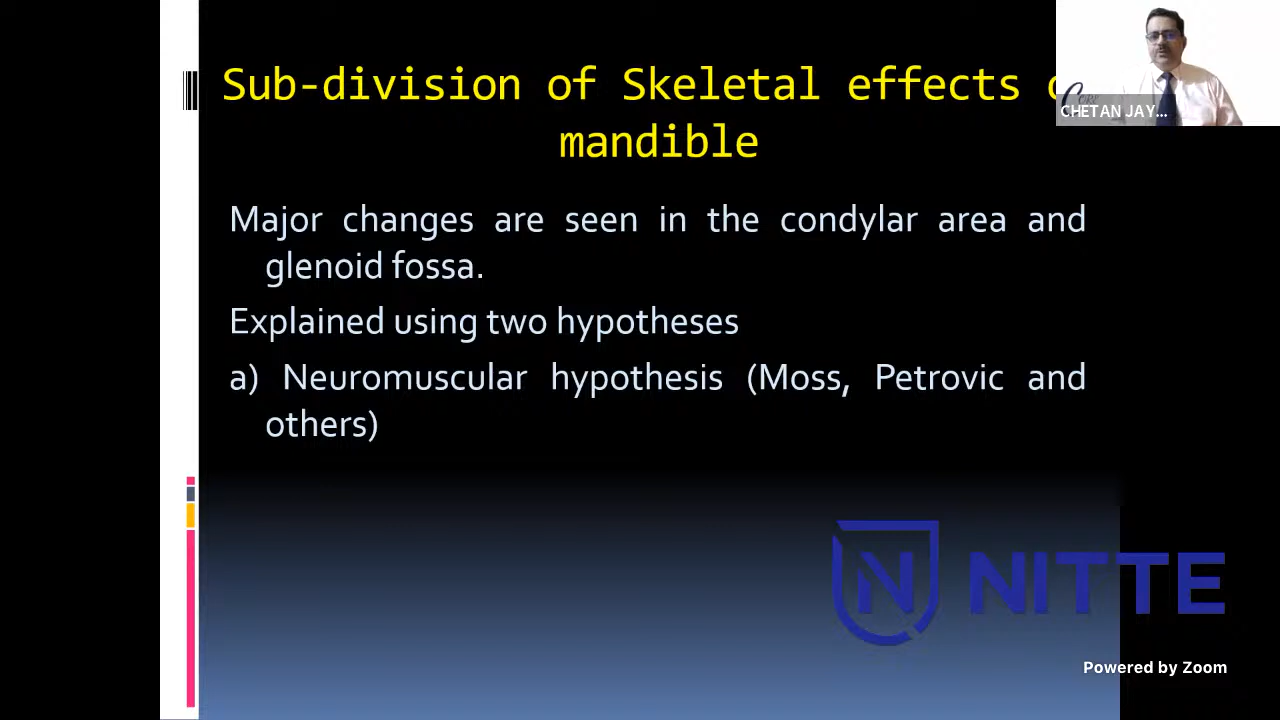 Sub-division of Skeletal effects
mandible
CHETAN JAY...
Major changes are seen in the condylar area and
glenoid fossa.
Explained using two hypotheses
a) Neuromuscular hypothesis (Moss, Petrovic and
others)
N NITTE
Powered by Zoom